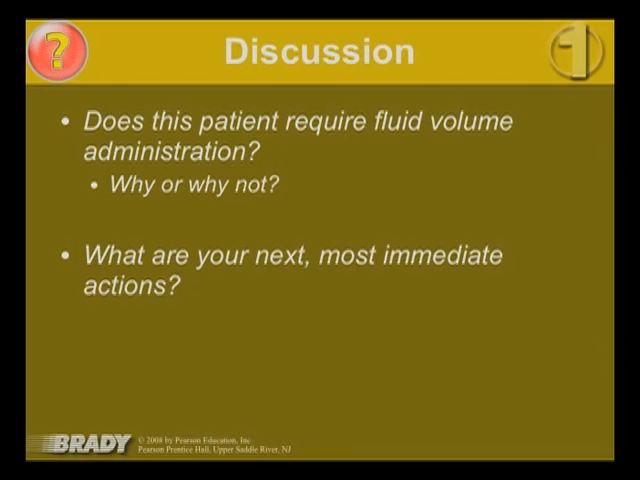 ?
Discussion
1
• Does this patient require fluid volume
administration?
• Why or why not?
• What are your next, most immediate
actions?
BRADY
© 2008 by Pearson Education, Inc
Pearson Prentice Hall, Upper Saddle River, NJ